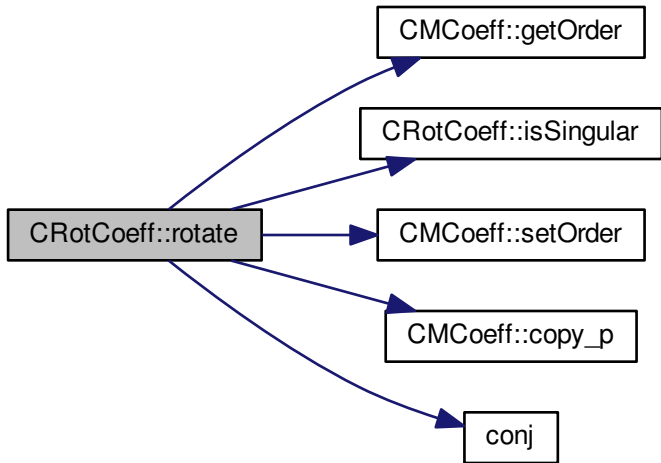 CMCoeff::getOrder
CRotCoeff::isSingular
CRotCoeff::rotate
CMCoeff::setOrder
CMCoeff::copy_p
conj